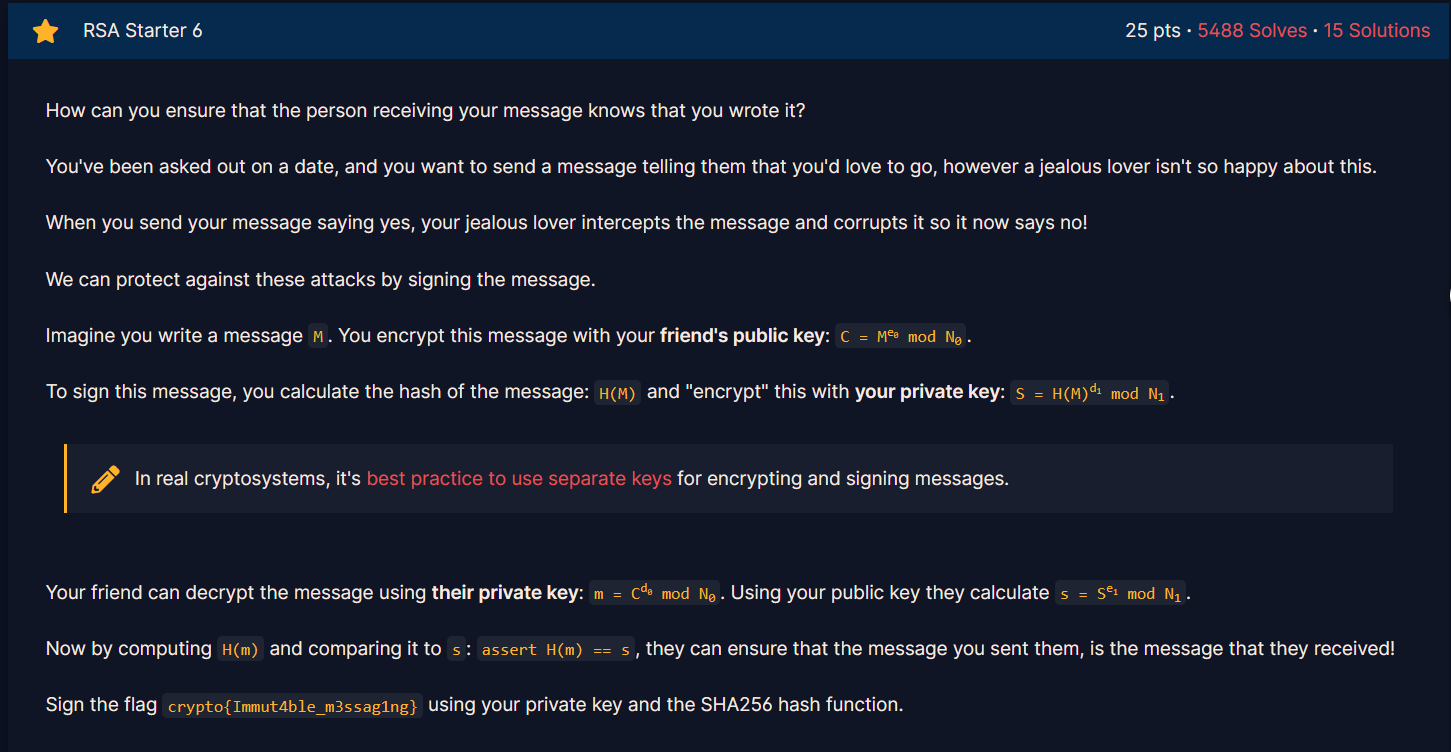 RSA Starter 6
25 pts · 5488 Solves · 15 Solutions
How can you ensure that the person receiving your message knows that you wrote it?
You've been asked out on a date, and you want to send a message telling them that you'd love to go, however a jealous lover isn't so happy about this.
When you send your message saying yes, your jealous lover intercepts the message and corrupts it so it now says no!
We can protect against these attacks by signing the message.
Imagine you write a message M. You encrypt this message with your friend's public key: C = M^e₀ mod N₀.
To sign this message, you calculate the hash of the message: H(M) and "encrypt" this with your private key: S = H(M)^d₁ mod N₁.
In real cryptosystems, it's best practice to use separate keys for encrypting and signing messages.
Your friend can decrypt the message using their private key: m = C^d₀ mod N₀. Using your public key they calculate s = S^e₁ mod N₁.
Now by computing H(m) and comparing it to s: assert H(m) == s, they can ensure that the message you sent them, is the message that they received!
Sign the flag crypto{Immut4ble_m3ssag1ng} using your private key and the SHA256 hash function.